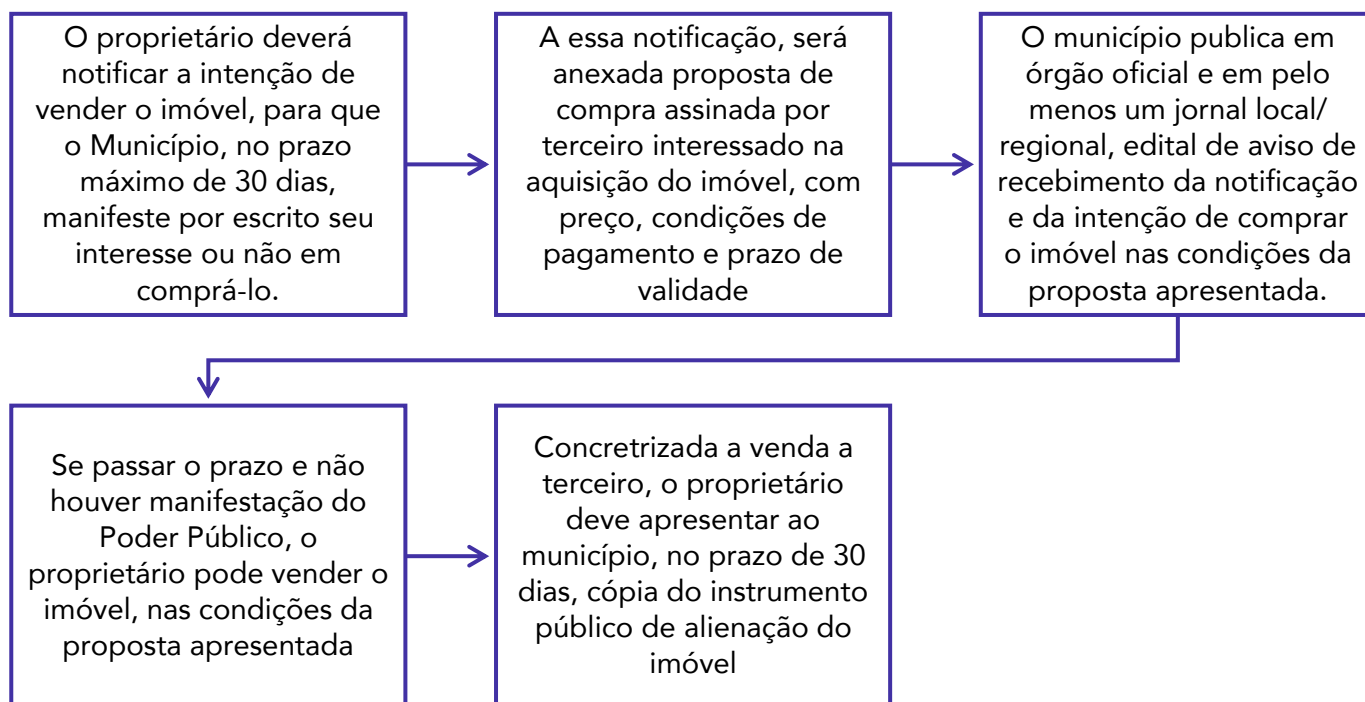 O proprietário deverá
notificar a intenção de
vender o imóvel, para que
o Município, no prazo
máximo de 30 dias,
manifeste por escrito seu
interesse ou não em
comprá-lo.
A essa notificação, será
anexada proposta de
compra assinada por
terceiro interessado na
aquisição do imóvel, com
preço, condições de
pagamento e prazo de
validade
O município publica em
órgão oficial e em pelo
menos um jornal local/
regional, edital de aviso de
recebimento da notificação
e da intenção de comprar
o imóvel nas condições da
proposta apresentada.
Se passar o prazo e não
houver manifestação do
Poder Público, o
proprietário pode vender o
imóvel, nas condições da
proposta apresentada
Concretrizada a venda a
terceiro, o proprietário
deve apresentar ao
município, no prazo de 30
dias, cópia do instrumento
público de alienação do
imóvel